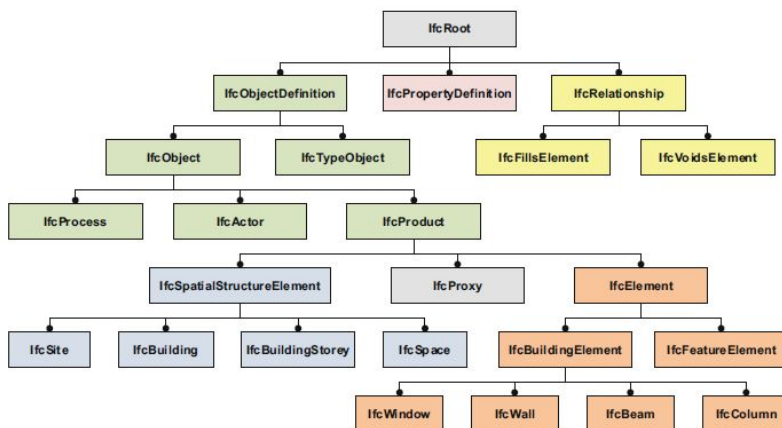 IfcRoot
IfcObjectDefinition
IfcPropertyDefinition
IfcRelationship
IfcObject
IfcTypeObject
IfcFillsElement
IfcVoidsElement
IfcProcess
IfcActor
IfcProduct
IfcSpatialStructureElement
IfcProxy
IfcElement
IfcSite
IfcBuilding
IfcBuildingStorey
IfcSpace
IfcBuildingElement
IfcFeatureElement
IfcWindow
IfcWall
IfcBeam
IfcColumn